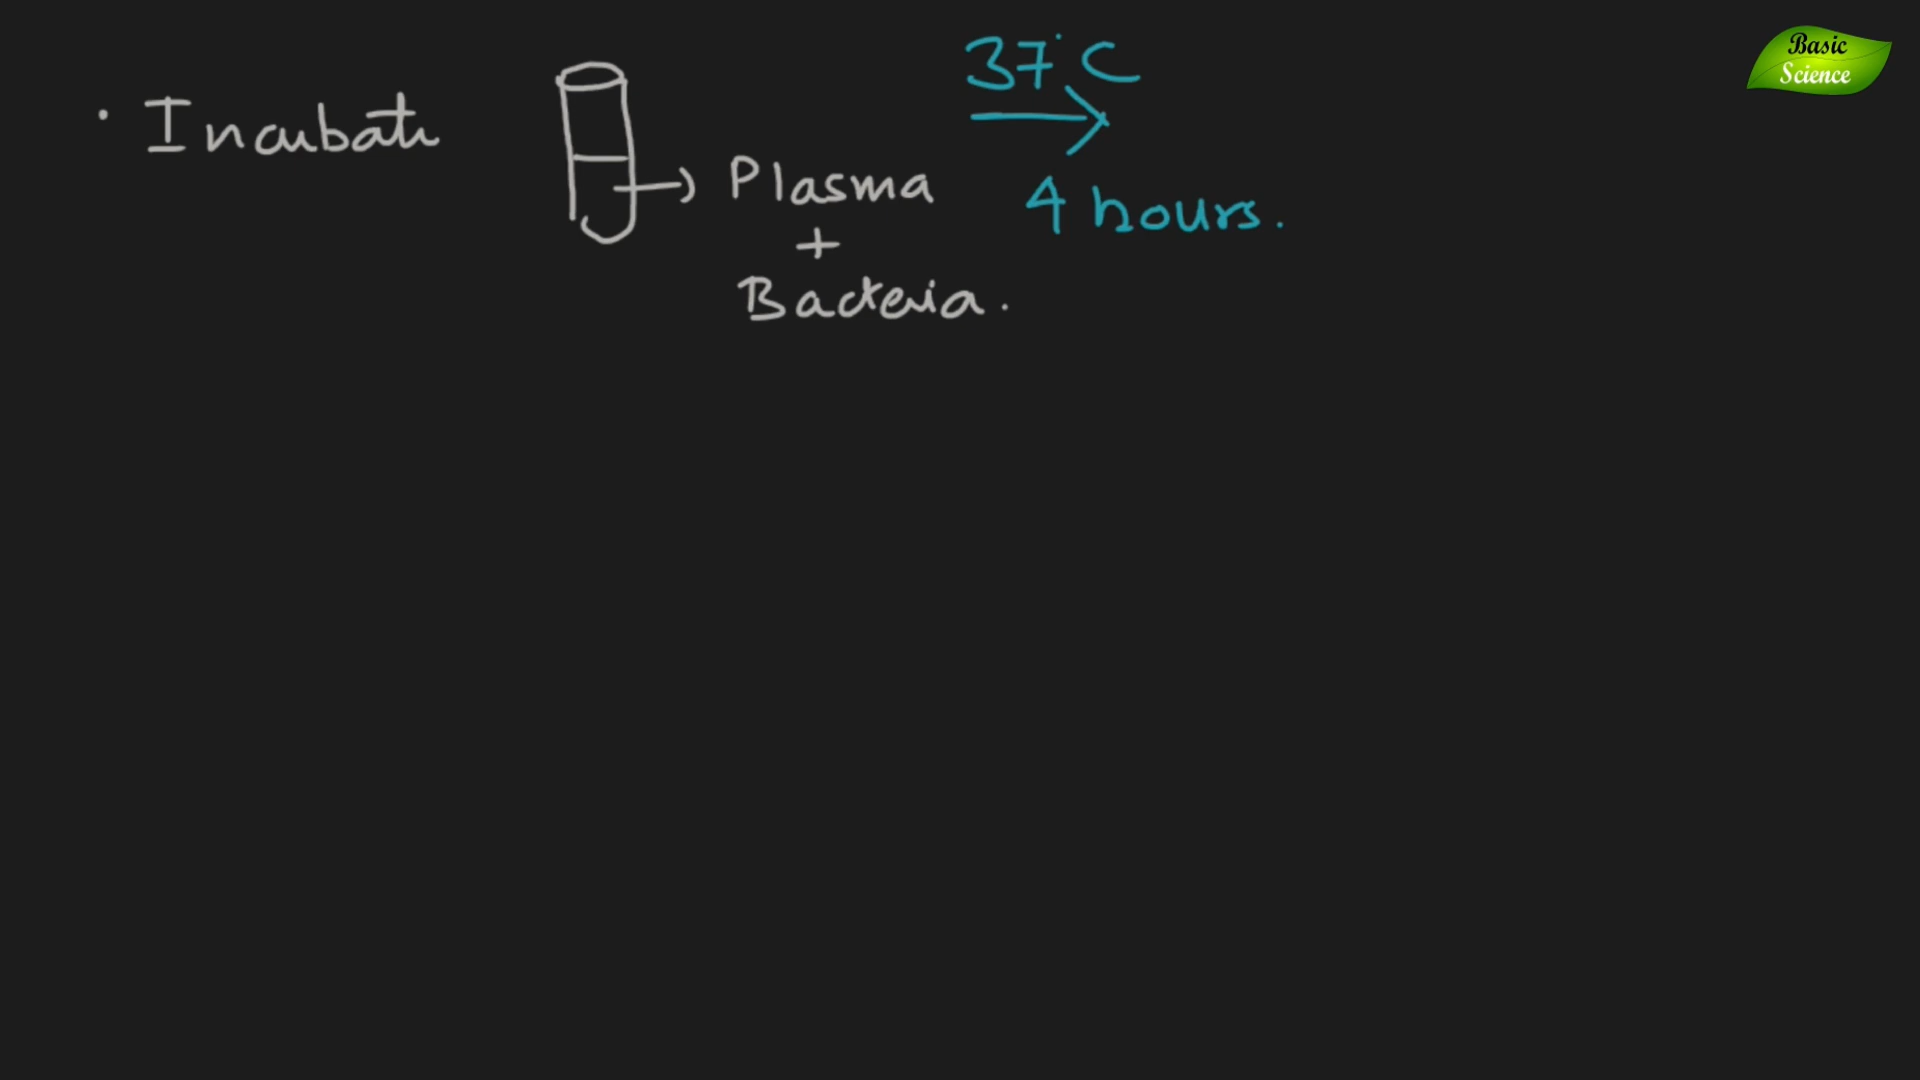 · Incubate
37°C
4 hours.
Plasma
+
Bacteria.
Basic
Science